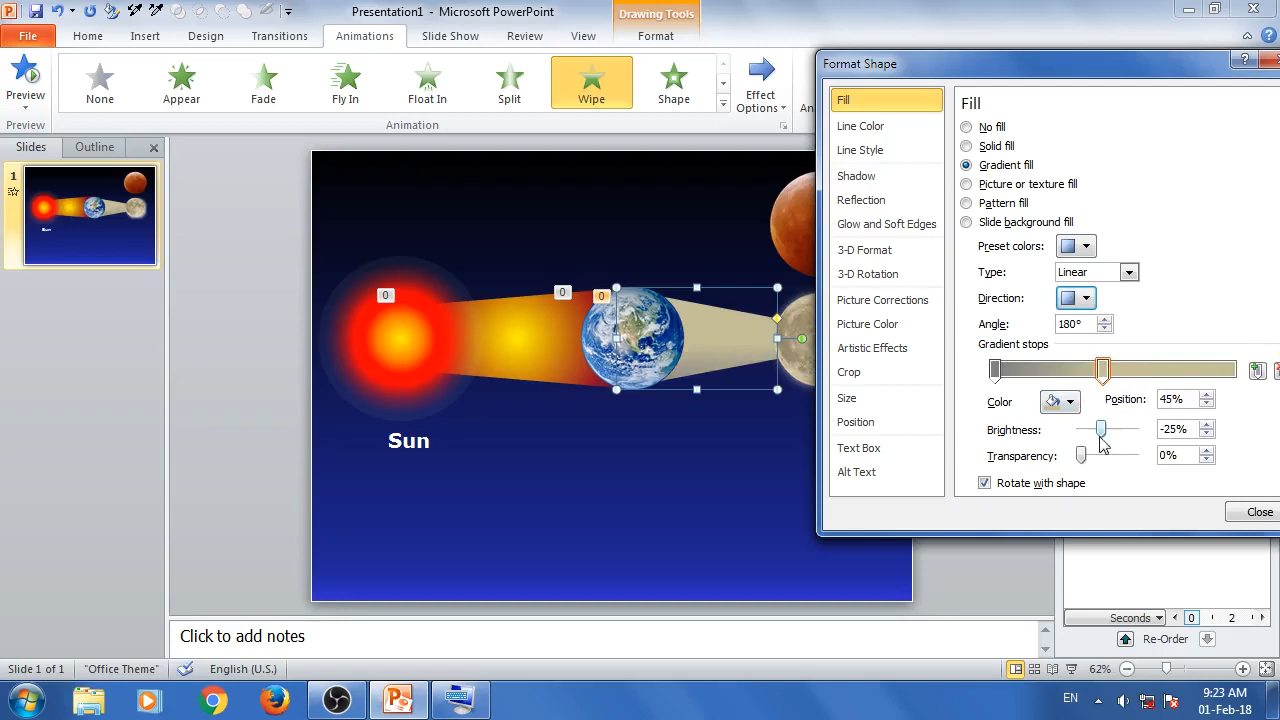 Presentation1 - Microsoft PowerPoint
Drawing Tools
File
Home
Insert
Design
Transitions
Animations
Slide Show
Review
View
Format
Preview
None
Appear
Fade
Fly In
Float In
Split
Wipe
Shape
Effect
Options
Preview
Animation
Slides
Outline
1
Sun
0
0
0
Sun
Format Shape
Fill
Line Color
Line Style
Shadow
Reflection
Glow and Soft Edges
3-D Format
3-D Rotation
Picture Corrections
Picture Color
Artistic Effects
Crop
Size
Position
Text Box
Alt Text
Fill
No fill
Solid fill
Gradient fill
Picture or texture fill
Pattern fill
Slide background fill
Preset colors:
Type: Linear
Direction:
Angle: 180°
Gradient stops
Color
Position: 45%
Brightness: -25%
Transparency: 0%
Rotate with shape
Close
Seconds 0 2
Re-Order
Click to add notes
Slide 1 of 1
"Office Theme"
English (U.S.)
62%
EN
9:23 AM
01-Feb-18